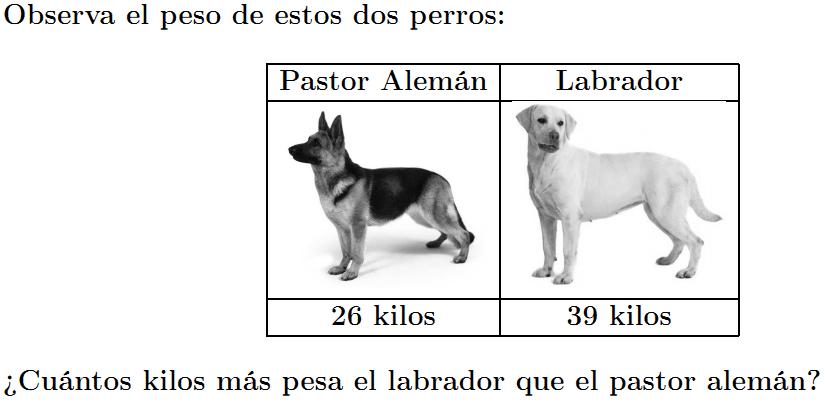 Observa el peso de estos dos perros:
Pastor Alemán Labrador
26 kilos 39 kilos
¿Cuántos kilos más pesa el labrador que el pastor alemán?